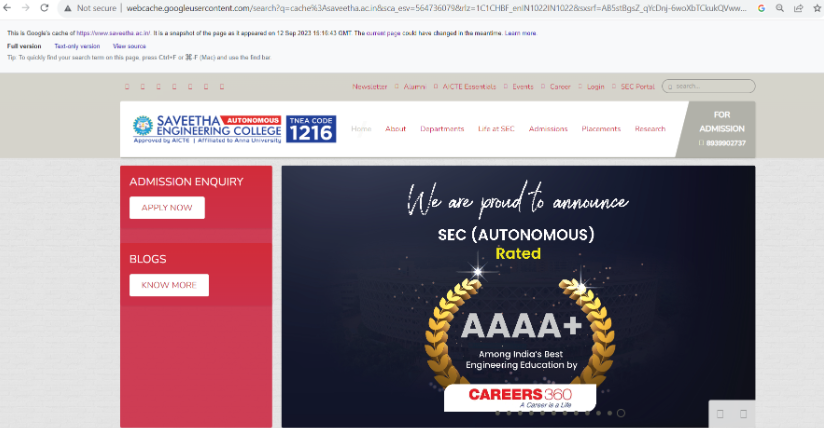 Not secure | webcache.googleusercontent.com/search?q=cache%3Asaveetha.ac.in&sca_esv=564736079&rlz=1C1CHBF_enIN1022IN1022&sxsrf=
This is Google's cache of https://www.saveetha.ac.in/. It is a snapshot of the page as it appeared on 12 Sep 2023 16:16:43 GMT. The current page could have changed in the meantime. Learn more.
Full version Text-only version View source
Tip: To quickly find your search term on this page, press Ctrl+F or ⌘-F (Mac) and use the find bar.
Newsletter Alumni AICTE Essentials Events Career Login SEC Portal search...
SAVEETHA AUTONOMOUS
ENGINEERING COLLEGE
Approved by AICTE | Affiliated to Anna University
TNEA CODE
1216
Home About Departments Life at SEC Admissions Placements Research
FOR
ADMISSION
8939902737
ADMISSION ENQUIRY
APPLY NOW
BLOGS
KNOW MORE
We are proud to announce
SEC (AUTONOMOUS)
Rated
AAAA+
Among India's Best
Engineering Education by
CAREERS360
A Career is a Life